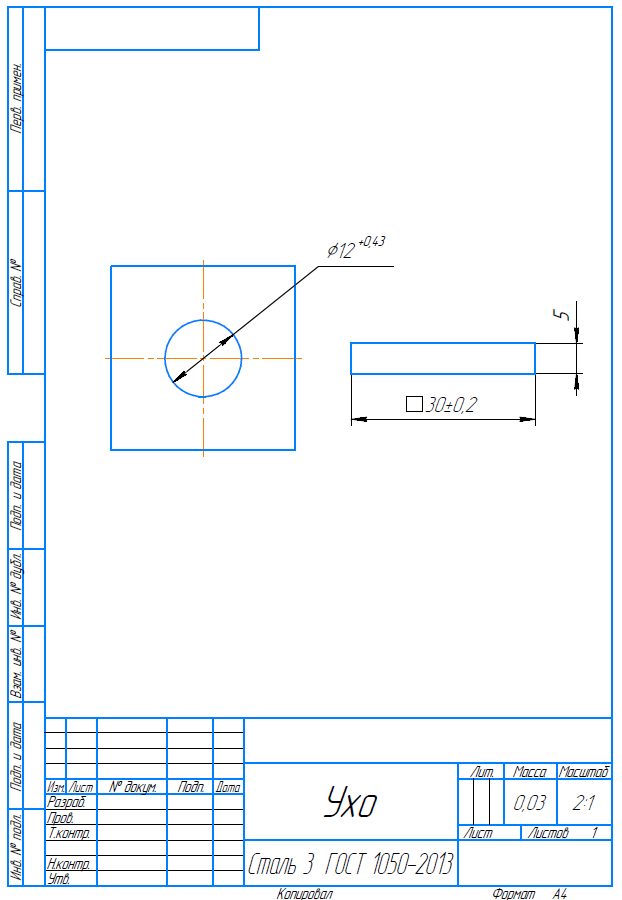 Перв. примен.
Справ. №
Подп. и дата
Инв. № дубл.
Взам. инв. №
Подп. и дата
Инв. № подл.
⌀12 +0,43
5
□30±0,2
Изм. Лист № докум. Подп. Дата
Разраб.
Пров.
Т.контр.
Н.контр.
Утв.
Ухо
Сталь 3 ГОСТ 1050-2013
Лит. Масса Масштаб
0,03 2:1
Лист Листов 1
Копировал Формат А4